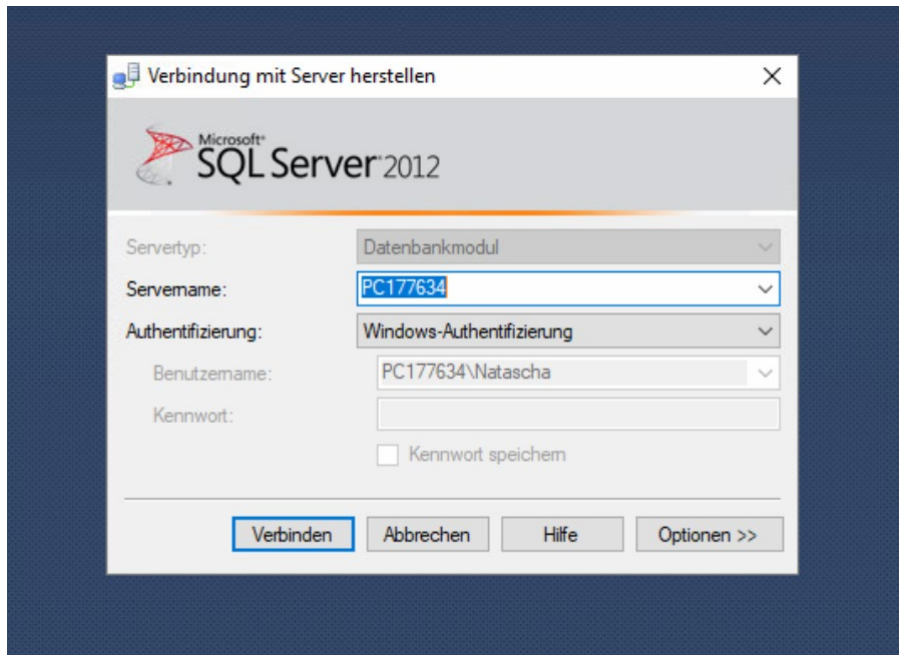 Verbindung mit Server herstellen
Microsoft®
SQL Server® 2012
Servertyp: Datenbankmodul
Servername: PC177634
Authentifizierung: Windows-Authentifizierung
Benutzername: PC177634\Natascha
Kennwort:
Kennwort speichern
Verbinden Abbrechen Hilfe Optionen >>